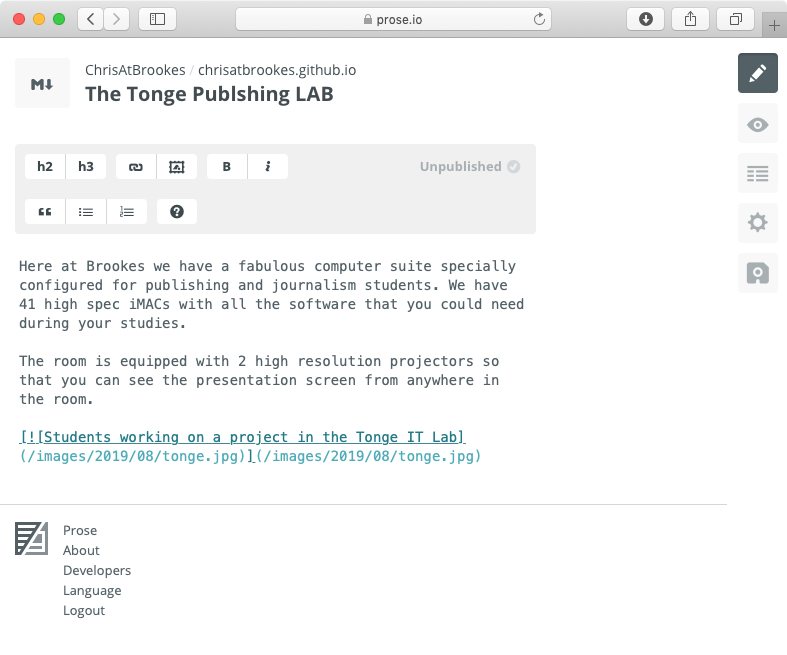 prose.io
M↓
ChrisAtBrookes / chrisatbrookes.github.io
The Tonge Publshing LAB
h2 h3 B i Unpublished
?
Here at Brookes we have a fabulous computer suite specially
configured for publishing and journalism students. We have
41 high spec iMACs with all the software that you could need
during your studies.
The room is equipped with 2 high resolution projectors so
that you can see the presentation screen from anywhere in
the room.
[![Students working on a project in the Tonge IT Lab]
(/images/2019/08/tonge.jpg)](/images/2019/08/tonge.jpg)
Prose
About
Developers
Language
Logout